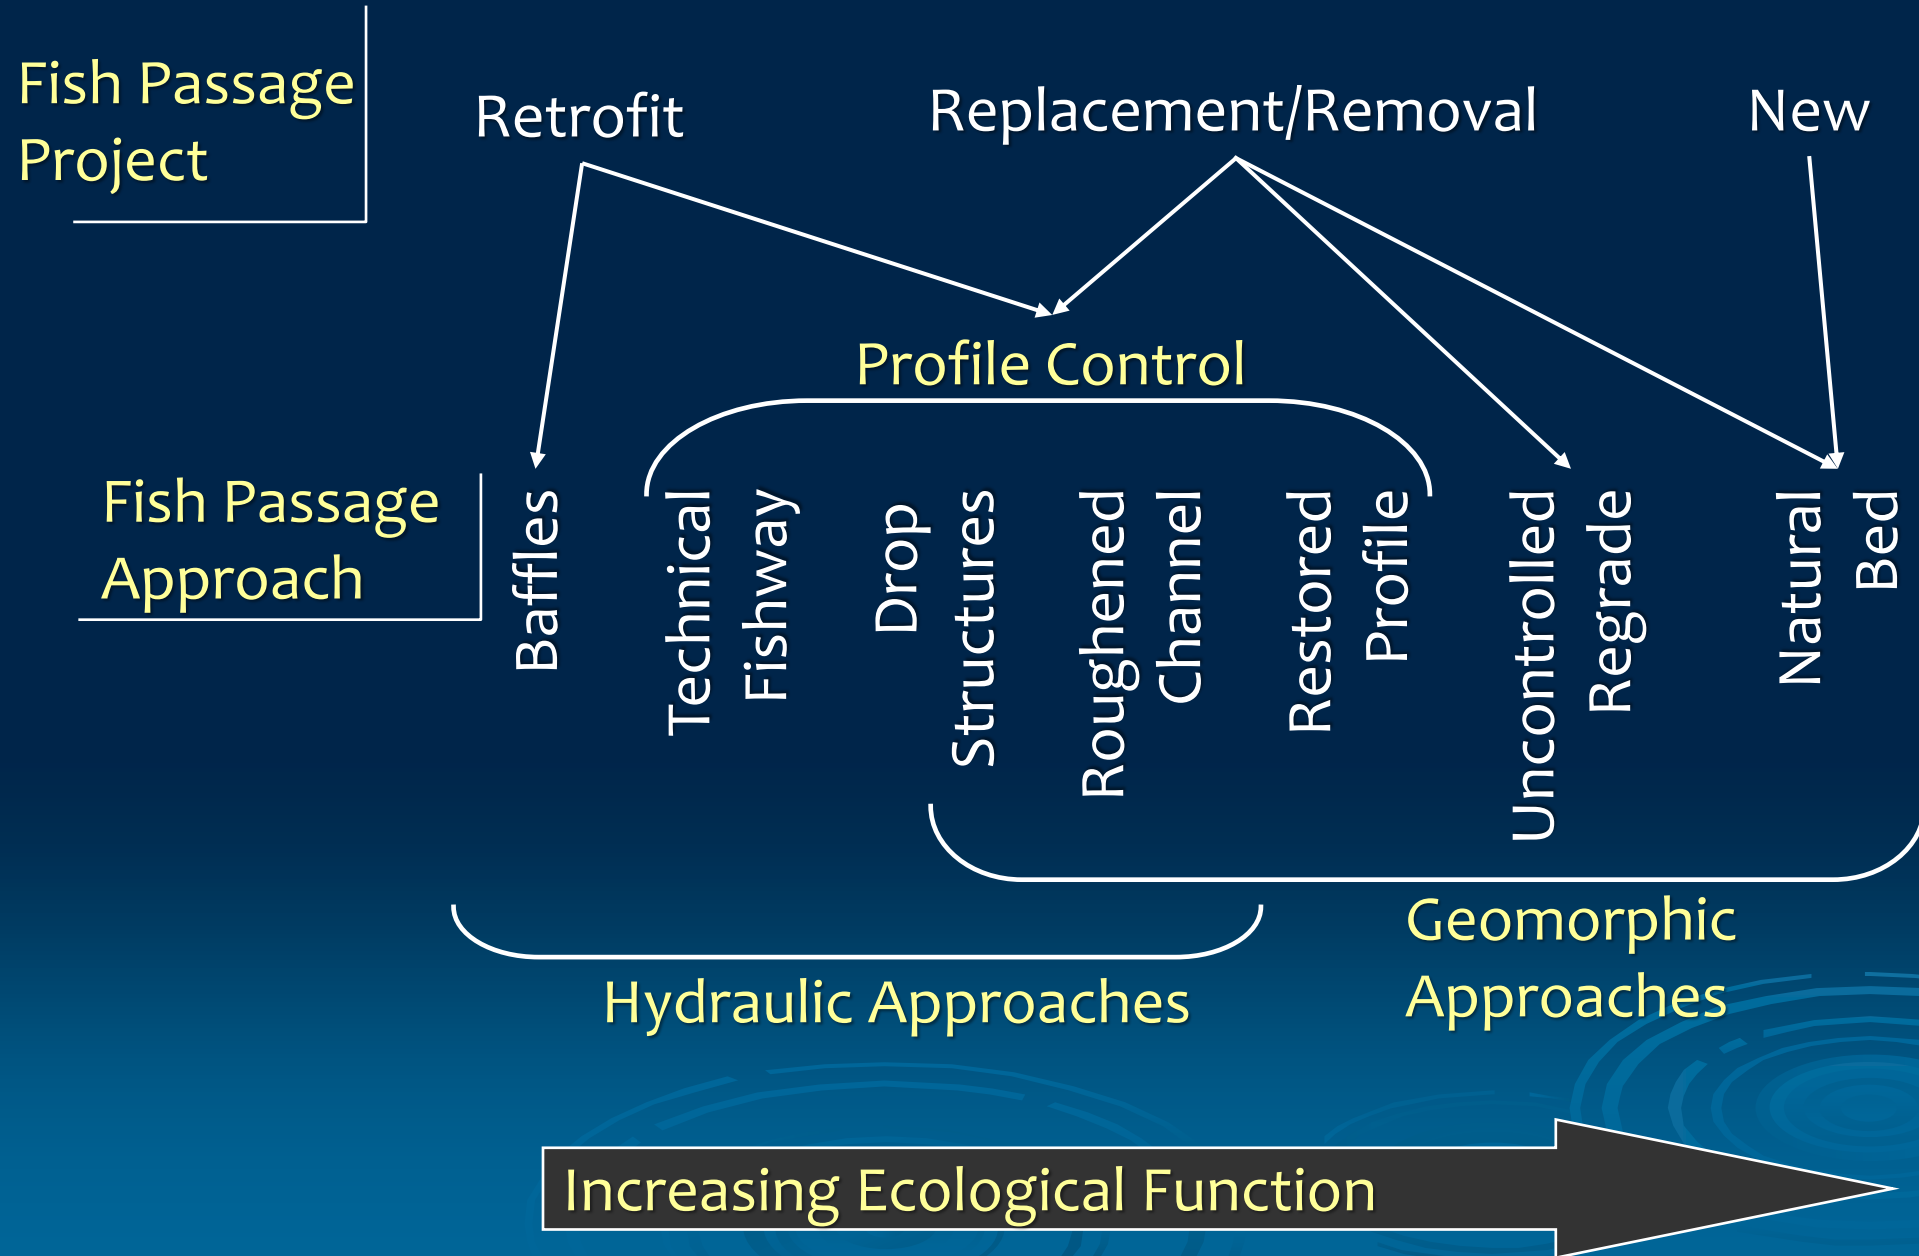 Fish Passage
Project
Retrofit
Replacement/Removal
New
Profile Control
Fish Passage
Approach
Baffles
Technical
Fishway
Drop
Structures
Roughened
Channel
Restored
Profile
Uncontrolled
Regrade
Natural
Bed
Geomorphic
Approaches
Hydraulic Approaches
Increasing Ecological Function